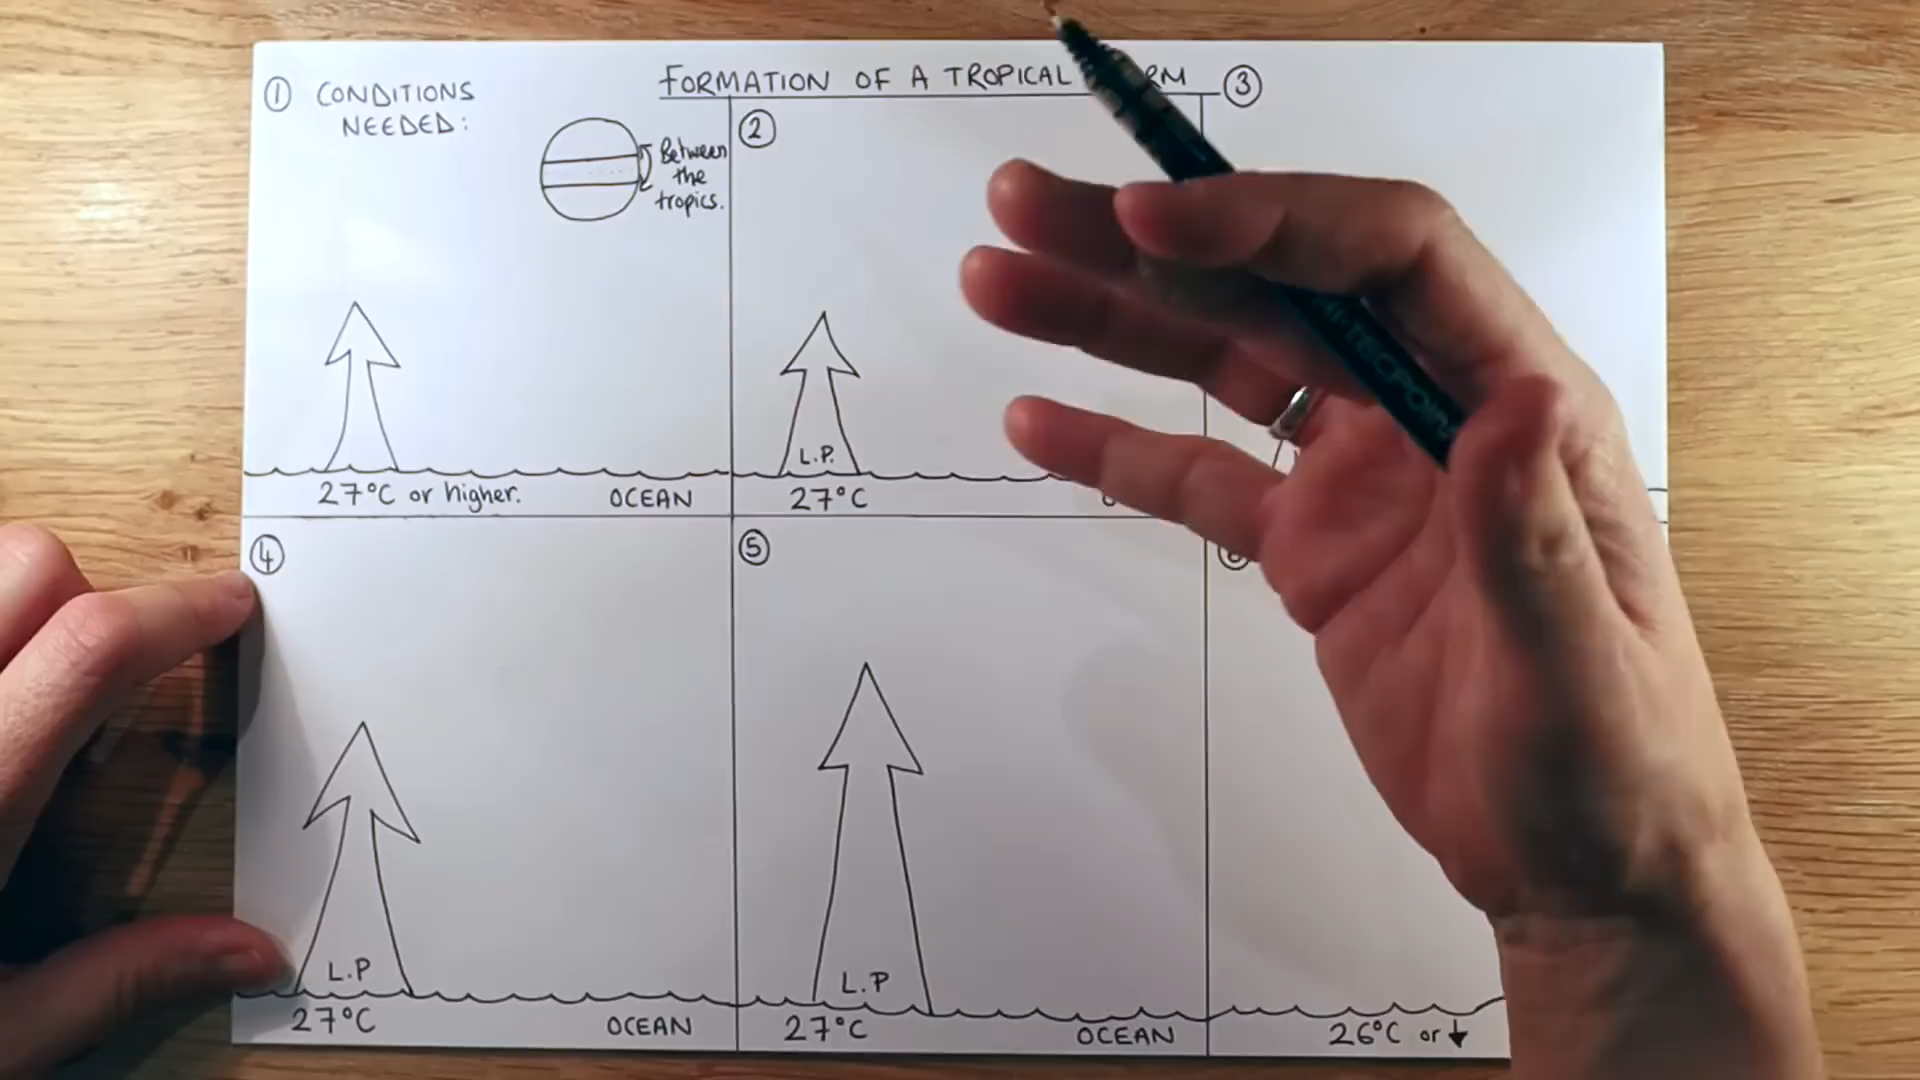 FORMATION OF A TROPICAL
① CONDITIONS
NEEDED:
Between
the
tropics.
27°C or higher.
OCEAN
②
L.P.
27°C
③
④
L.P
27°C
OCEAN
⑤
L.P
27°C
OCEAN
26°C or ↓